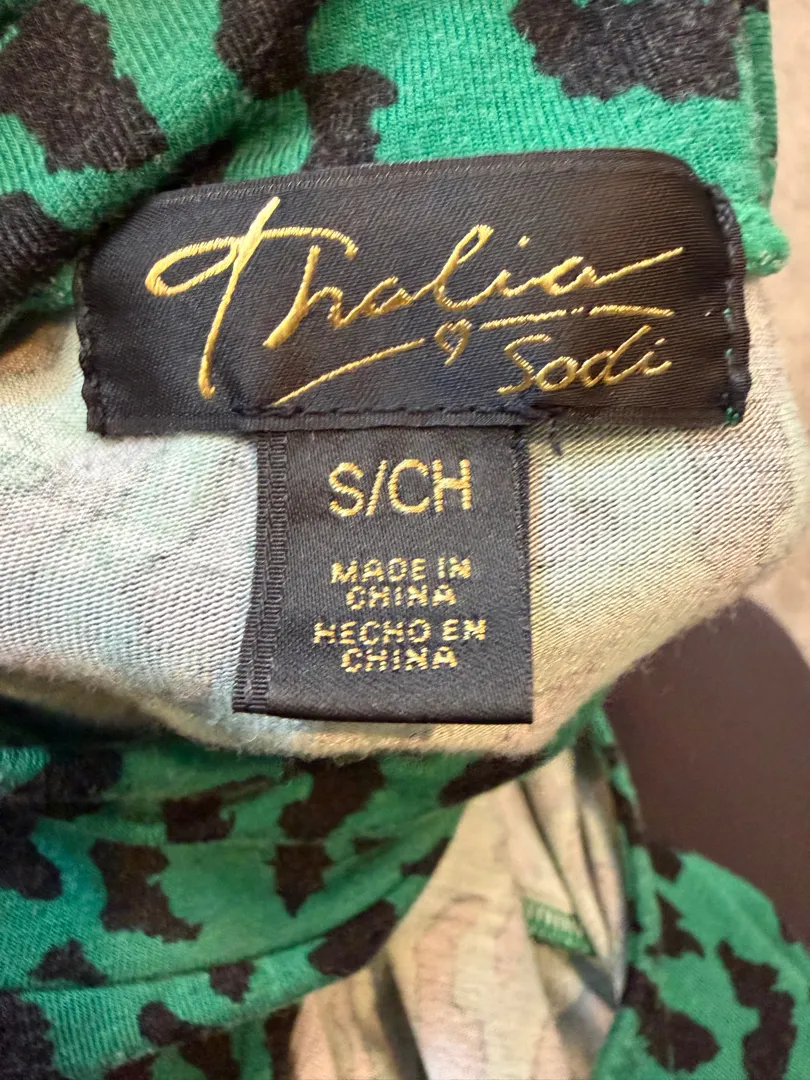 Thalia
Sodi
S/CH
MADE IN
CHINA
HECHO EN
CHINA